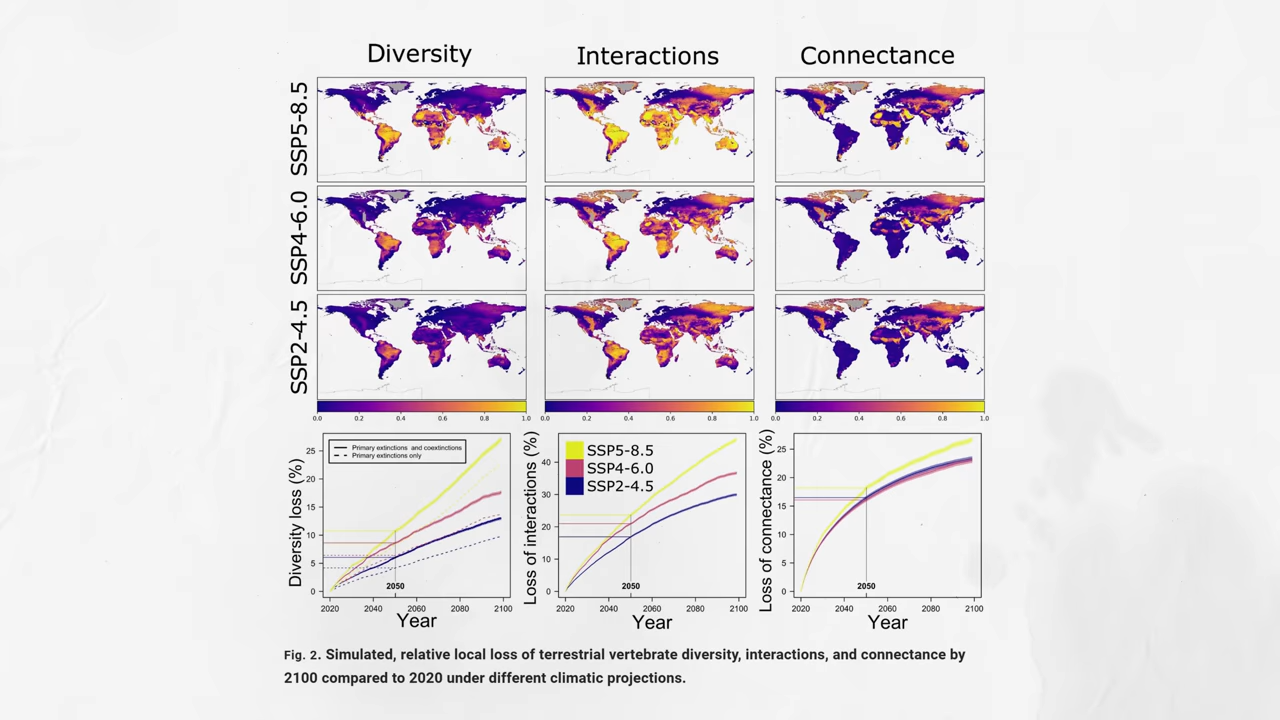 Diversity
Interactions
Connectance
SSP5-8.5
SSP4-6.0
SSP2-4.5
0.0 0.2 0.4 0.6 0.8 1.0
0.0 0.2 0.4 0.6 0.8 1.0
0.0 0.2 0.4 0.6 0.8 1.0
Diversity loss (%)
25
20
15
10
5
0
Primary extinctions and coextinctions
Primary extinctions only
2050
2020 2040 2060 2080 2100
Year
Loss of interactions (%)
40
30
20
10
0
SSP5-8.5
SSP4-6.0
SSP2-4.5
2050
2020 2040 2060 2080 2100
Year
Loss of connectance (%)
25
20
15
10
5
0
2050
2020 2040 2060 2080 2100
Year
Fig. 2. Simulated, relative local loss of terrestrial vertebrate diversity, interactions, and connectance by
2100 compared to 2020 under different climatic projections.